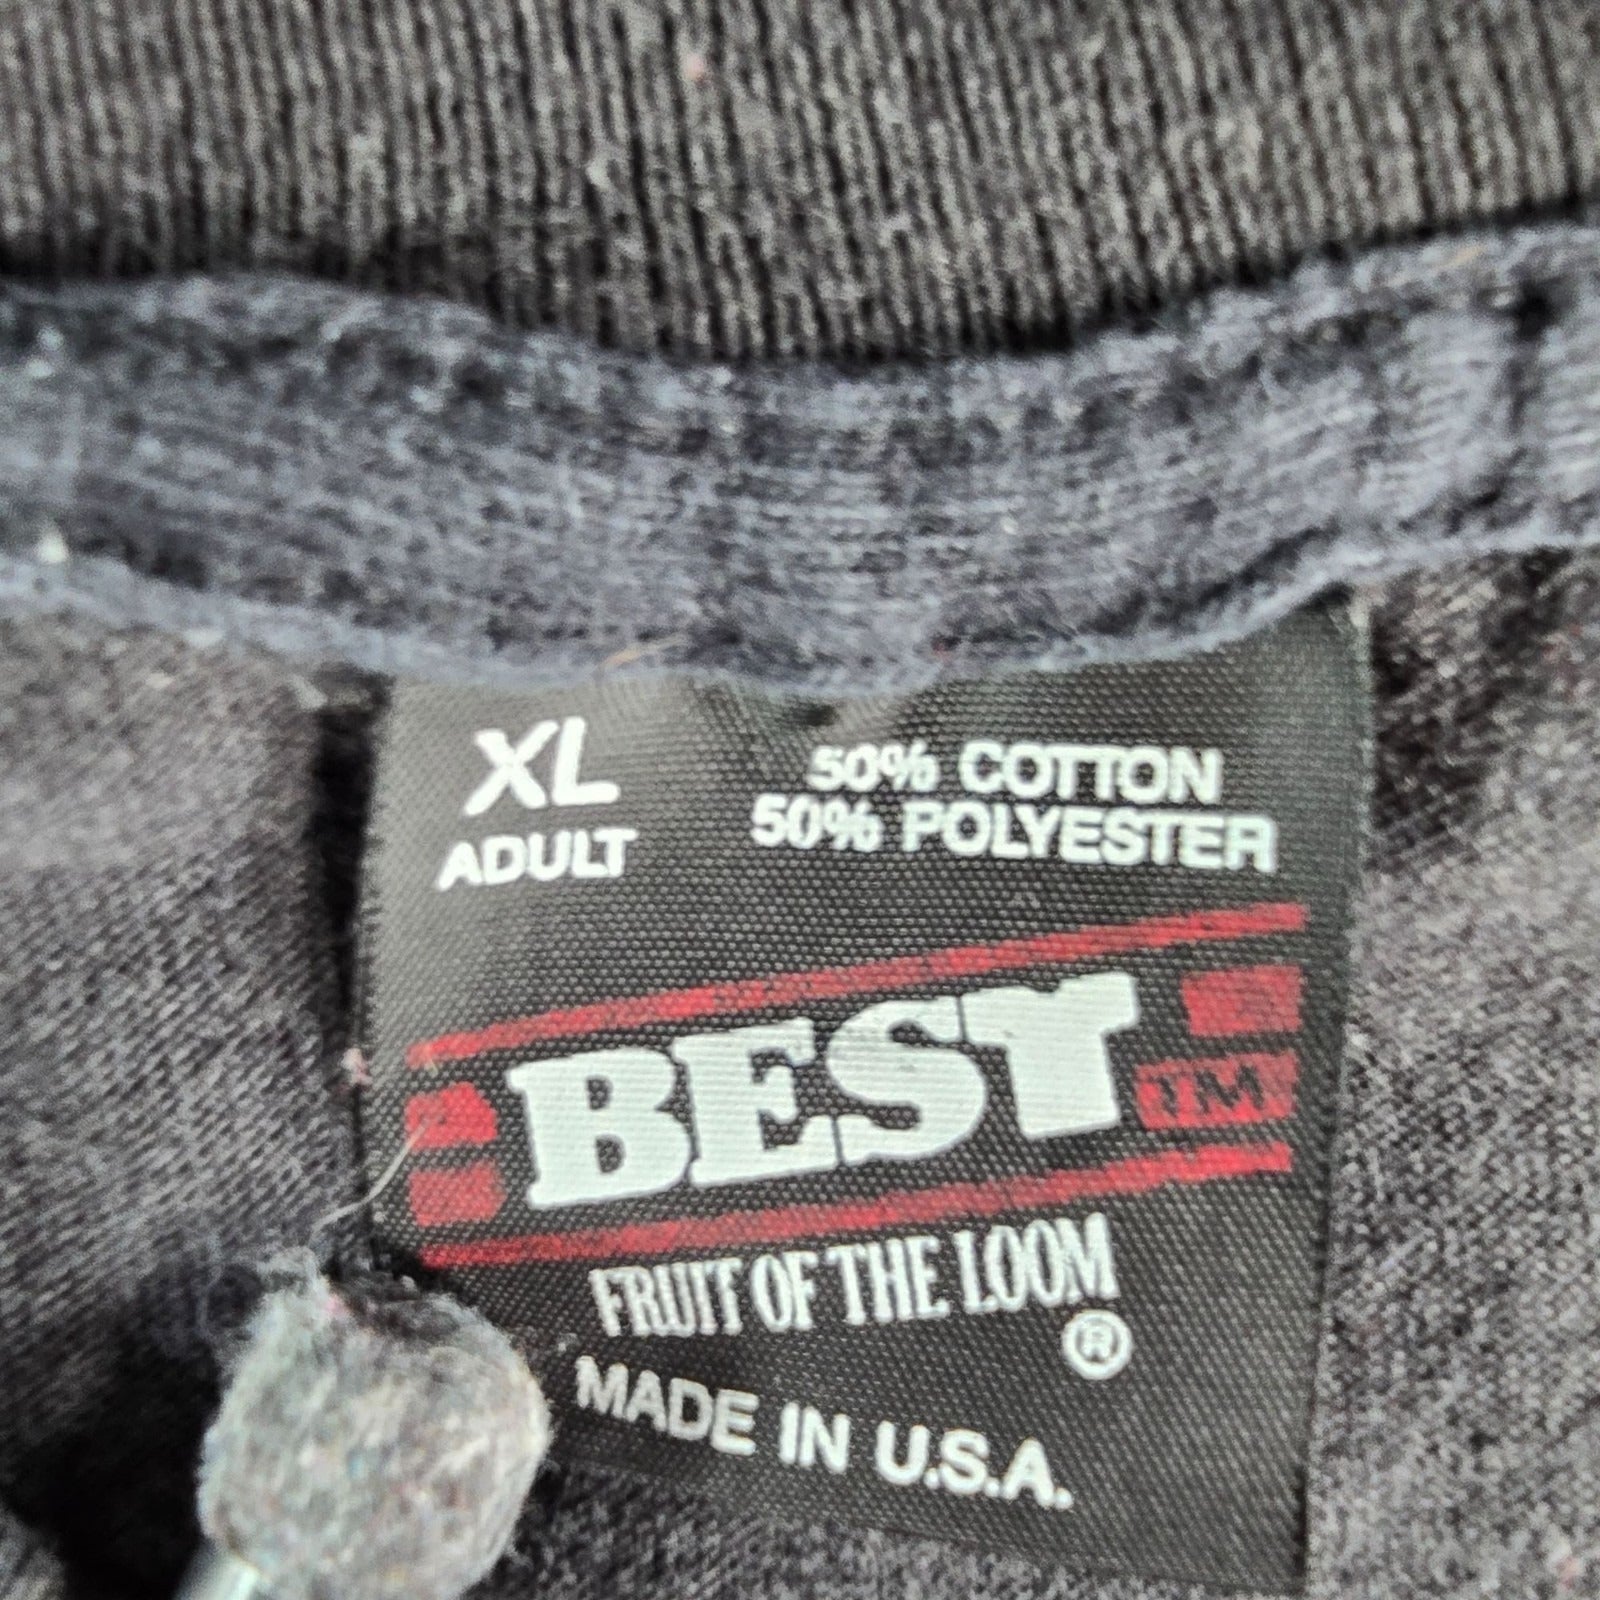 XL
ADULT
50% COTTON
50% POLYESTER
BEST
TM
FRUIT OF THE LOOM
®
MADE IN U.S.A.